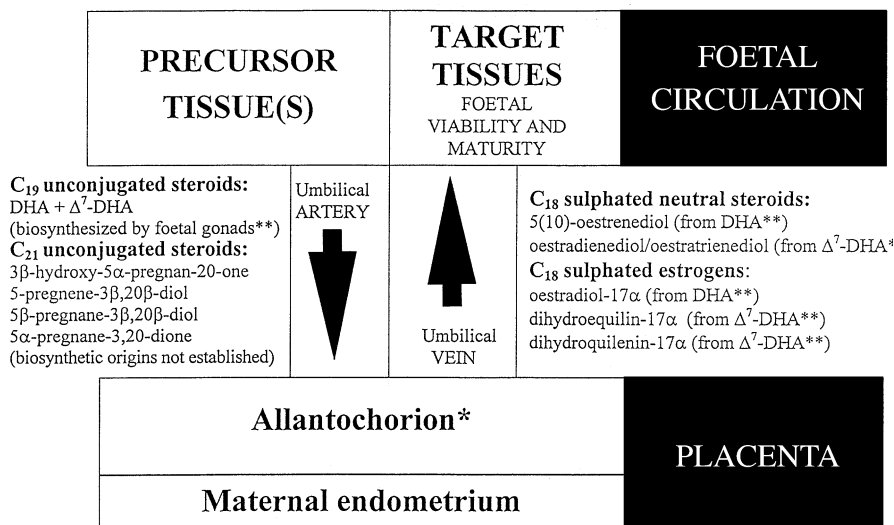 PRECURSOR
TISSUE(S)
TARGET
TISSUES
FOETAL
VIABILITY AND
MATURITY
FOETAL
CIRCULATION
C₁₉ unconjugated steroids:
DHA + Δ⁷-DHA
(biosynthesized by foetal gonads**)
C₂₁ unconjugated steroids:
3β-hydroxy-5α-pregnan-20-one
5-pregnene-3β,20β-diol
5β-pregnane-3β,20β-diol
5α-pregnane-3,20-dione
(biosynthetic origins not established)
Umbilical
ARTERY
Umbilical
VEIN
C₁₈ sulphated neutral steroids:
5(10)-oestrenediol (from DHA**)
oestradienediol/oestratrienediol (from Δ⁷-DHA*
C₁₈ sulphated estrogens:
oestradiol-17α (from DHA**)
dihydroequilin-17α (from Δ⁷-DHA**)
dihydroquilenin-17α (from Δ⁷-DHA**)
Allantochorion*
Maternal endometrium
PLACENTA